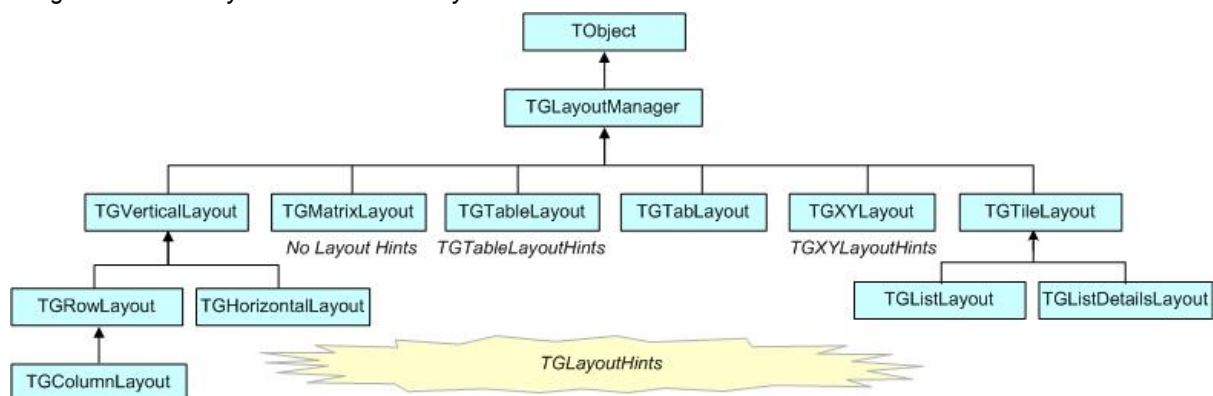 TObject
TGLayoutManager
TGVerticalLayout TGMatrixLayout TGTableLayout TGTabLayout TGXYLayout TGTileLayout
No Layout Hints TGTableLayoutHints TGXYLayoutHints
TGRowLayout TGHorizontalLayout TGListLayout TGListDetailsLayout
TGLayoutHints
TGColumnLayout